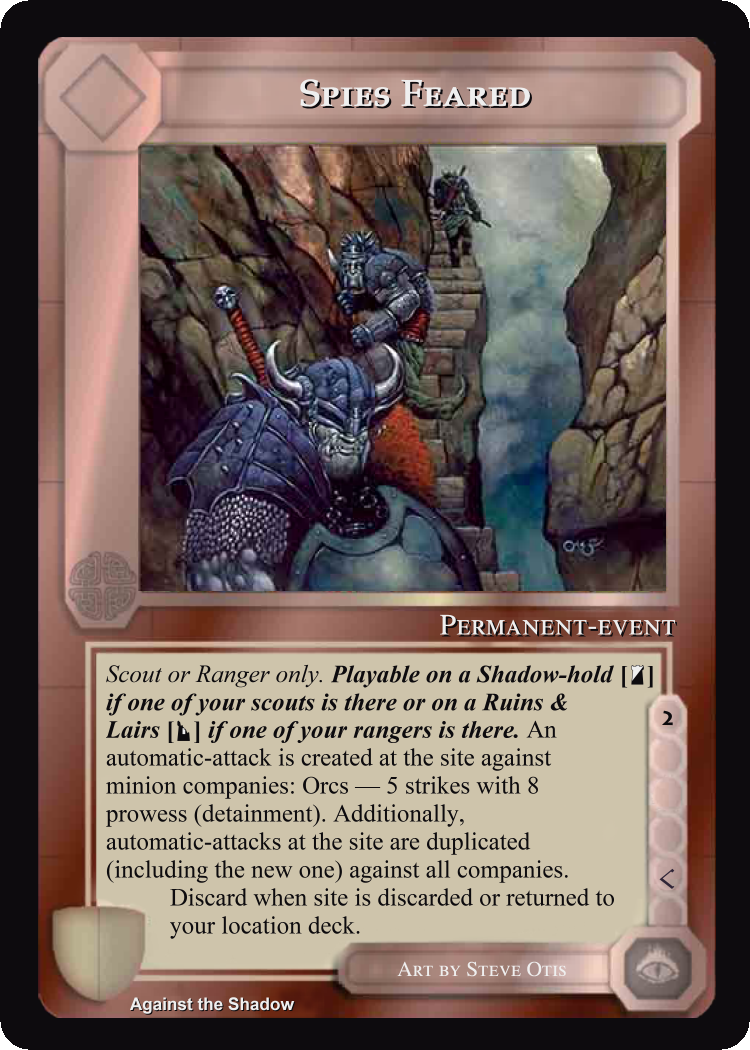 Spies Feared
Permanent-event
Scout or Ranger only. Playable on a Shadow-hold []
if one of your scouts is there or on a Ruins &
Lairs [] if one of your rangers is there. An
automatic-attack is created at the site against
minion companies: Orcs — 5 strikes with 8
prowess (detainment). Additionally,
automatic-attacks at the site are duplicated
(including the new one) against all companies.
Discard when site is discarded or returned to
your location deck.
2
<
Art by Steve Otis
Against the Shadow